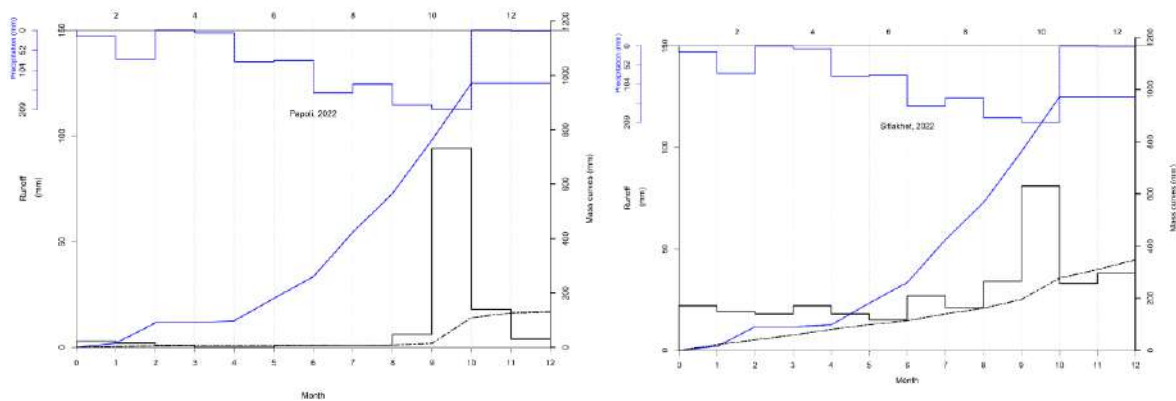 2 4 6 8 10 12
Precipitation (mm)
0
52
104
209
Papoli, 2022
Runoff
(mm)
0 50 100 150
Mass curves (mm)
0 200 400 600 800 1000 1200
0 1 2 3 4 5 6 7 8 9 10 11 12
Month
2 4 6 8 10
Precipitation (mm)
0
52
104
209
Sitlakhet, 2022
Runoff
(mm)
0 50 100 150
Mass curves (mm)
0 200 400 600 800 1000 1200
0 1 2 3 4 5 6 7 8 9 10 11 12
Month